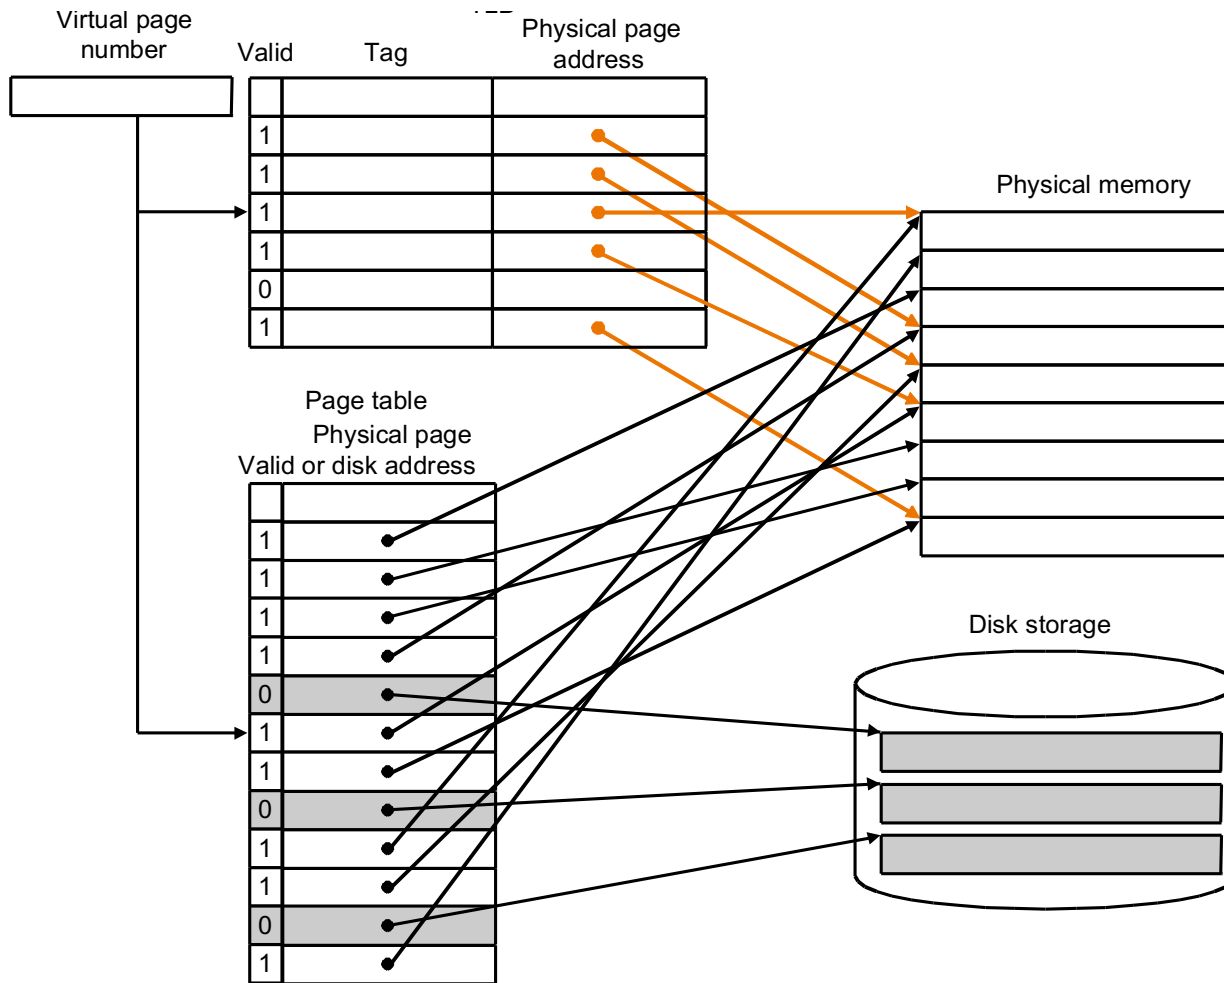 Virtual page
number
Valid
Tag
Physical page
address
1
1
1
1
0
1
Physical memory
Page table
Physical page
Valid or disk address
1
1
1
1
0
1
1
0
1
1
0
1
Disk storage